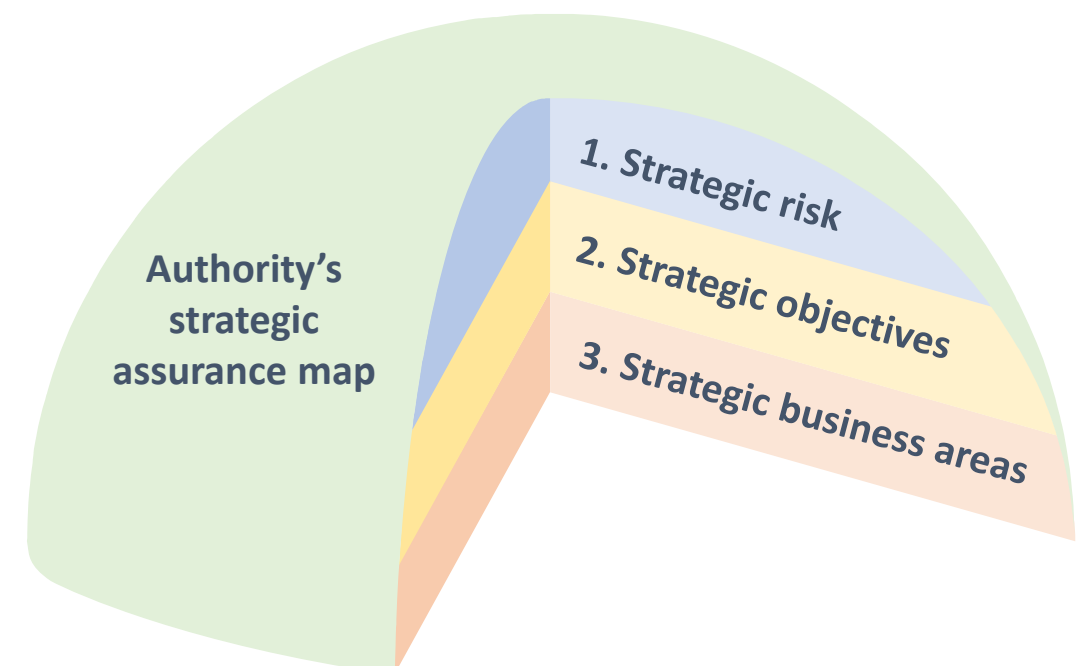 Authority’s
strategic
assurance map
1. Strategic risk
2. Strategic objectives
3. Strategic business areas